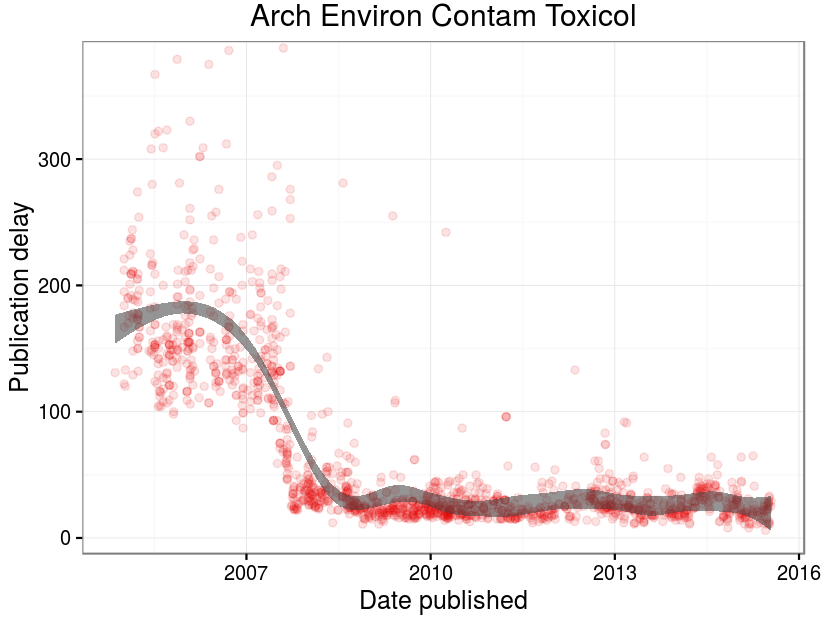 Arch Environ Contam Toxicol
Publication delay
300
200
100
0
2007
2010
2013
2016
Date published